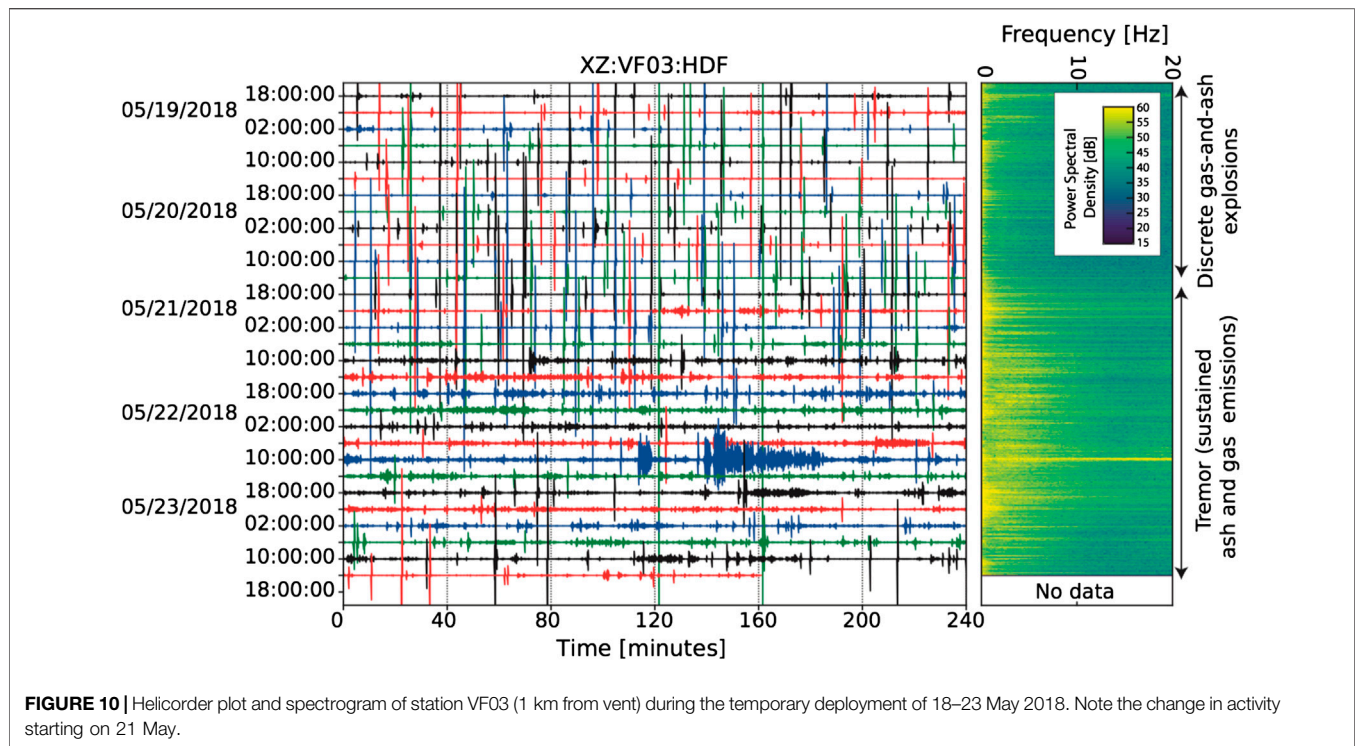 Frequency [Hz]
XZ:VF03:HDF
0 10 20
18:00:00
05/19/2018
02:00:00
10:00:00
18:00:00
05/20/2018
02:00:00
10:00:00
18:00:00
05/21/2018
02:00:00
10:00:00
18:00:00
05/22/2018
02:00:00
10:00:00
18:00:00
05/23/2018
02:00:00
10:00:00
18:00:00
0 40 80 120 160 200 240
Time [minutes]
Power Spectral
Density [dB]
60
55
50
45
40
35
30
25
20
15
No data
Discrete gas-and-ash
explosions
Tremor (sustained
ash and gas emissions)
FIGURE 10 | Helicorder plot and spectrogram of station VF03 (1 km from vent) during the temporary deployment of 18–23 May 2018. Note the change in activity
starting on 21 May.